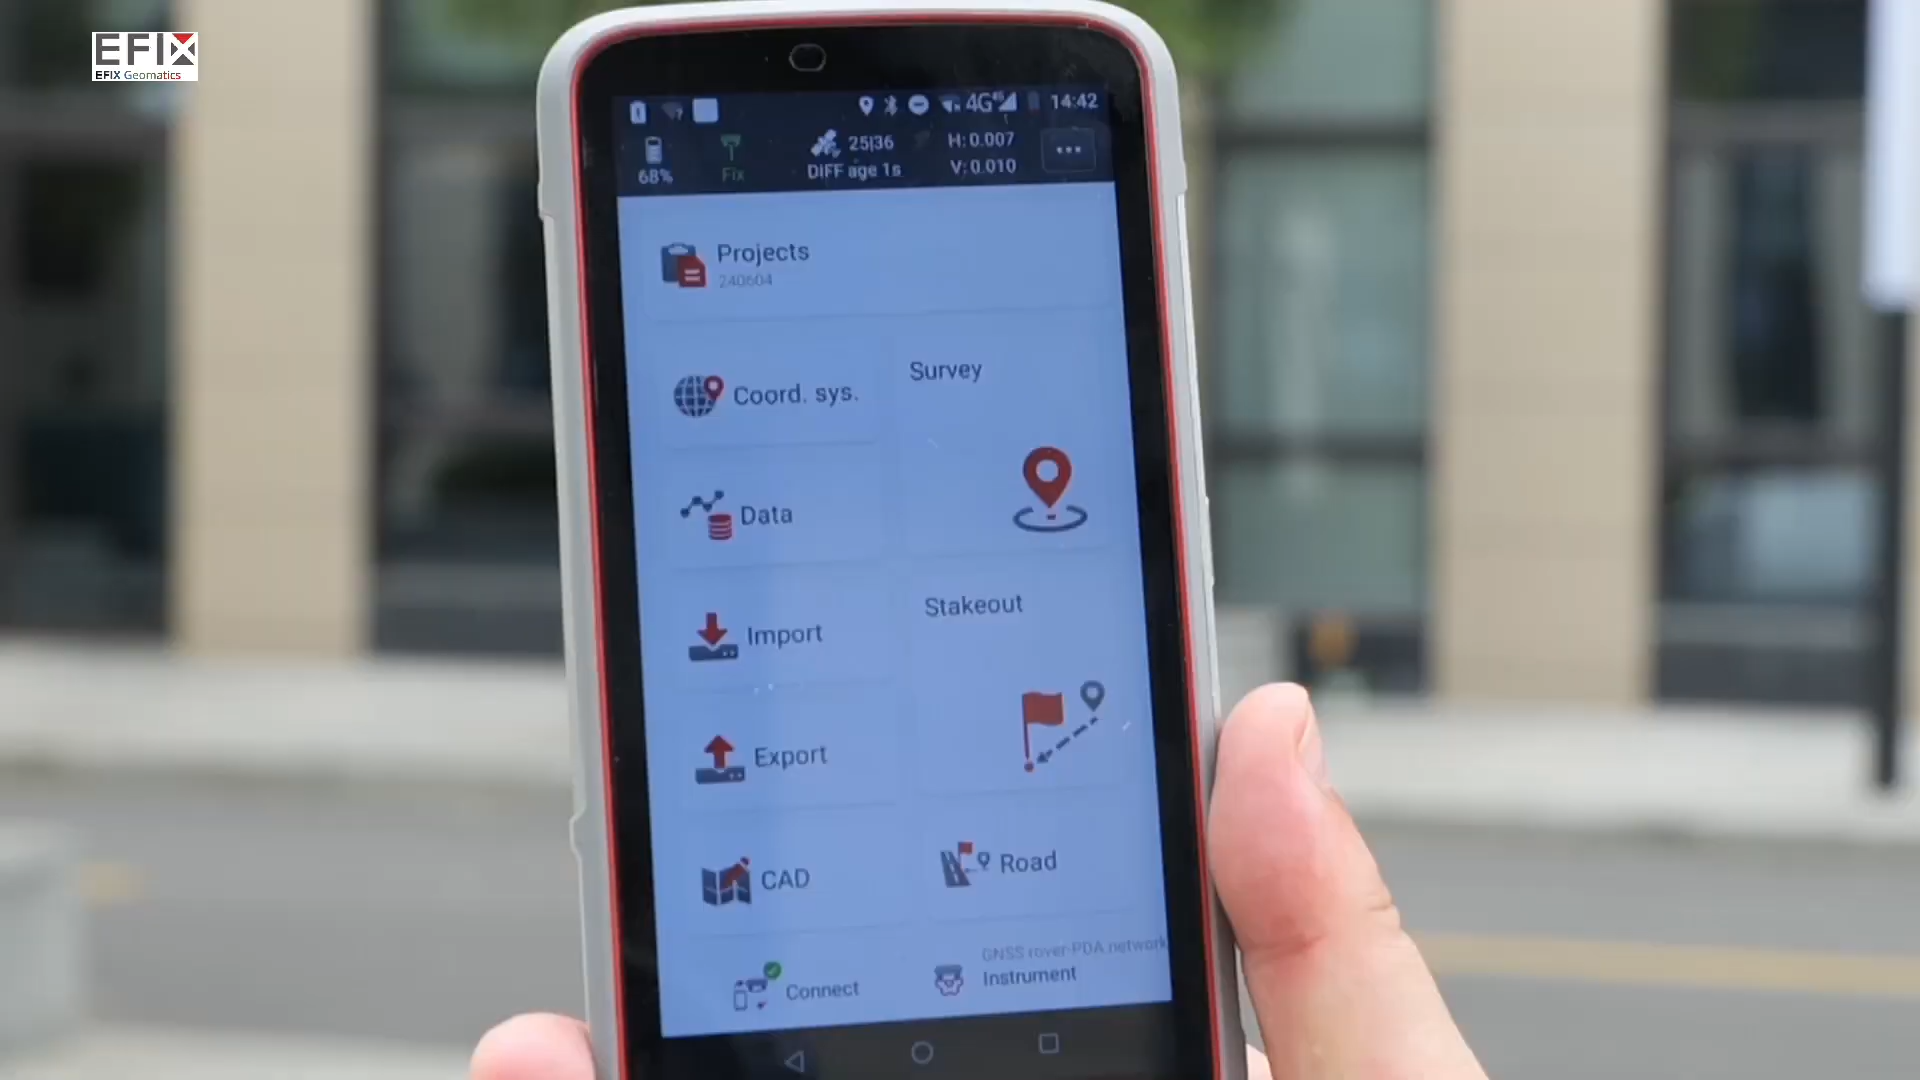 EFIX
EFIX Geomatics
4G 14:42
68%
Fix
25|36
DIFF age 1s
H:0.007
V:0.010
Projects
240604
Coord. sys.
Survey
Data
Import
Stakeout
Export
CAD
Road
Connect
GNSS rover-PDA network
Instrument